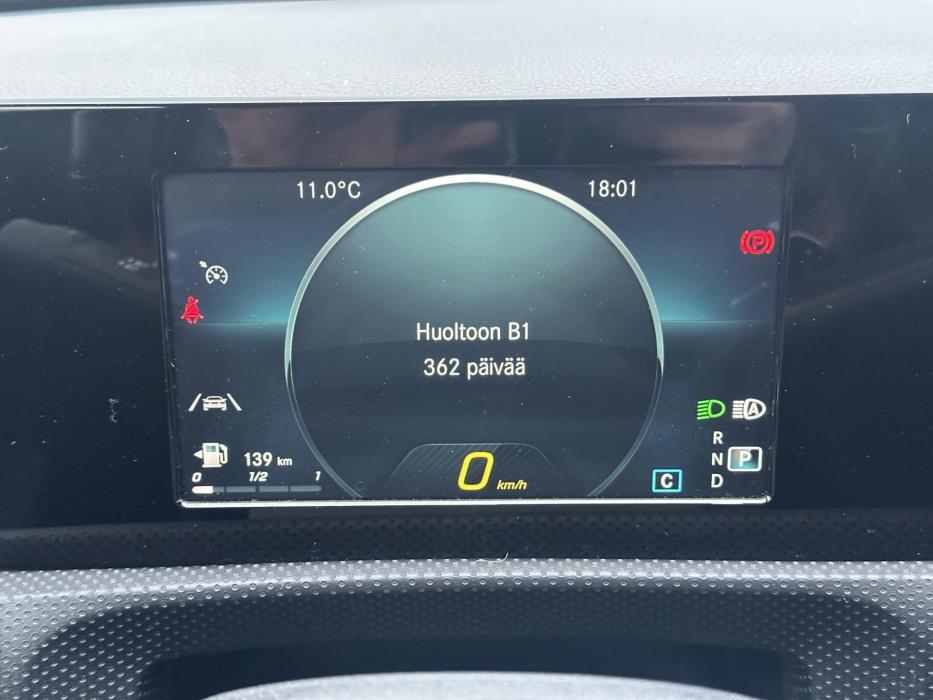 11.0°C
18:01
P
Huoltoon B1
362 päivää
A
R
N
P
D
139 km
0
1/2
1
0 km/h
C